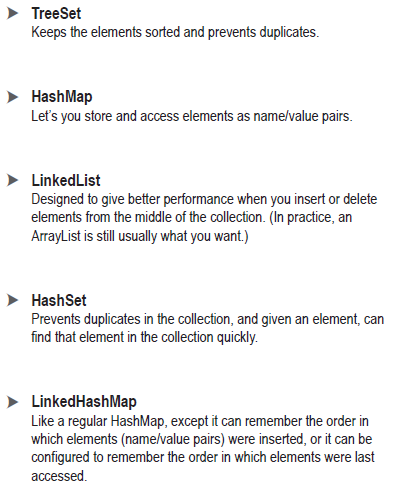 TreeSet
Keeps the elements sorted and prevents duplicates.
HashMap
Let's you store and access elements as name/value pairs.
LinkedList
Designed to give better performance when you insert or delete
elements from the middle of the collection. (In practice, an
ArrayList is still usually what you want.)
HashSet
Prevents duplicates in the collection, and given an element, can
find that element in the collection quickly.
LinkedHashMap
Like a regular HashMap, except it can remember the order in
which elements (name/value pairs) were inserted, or it can be
configured to remember the order in which elements were last
accessed.